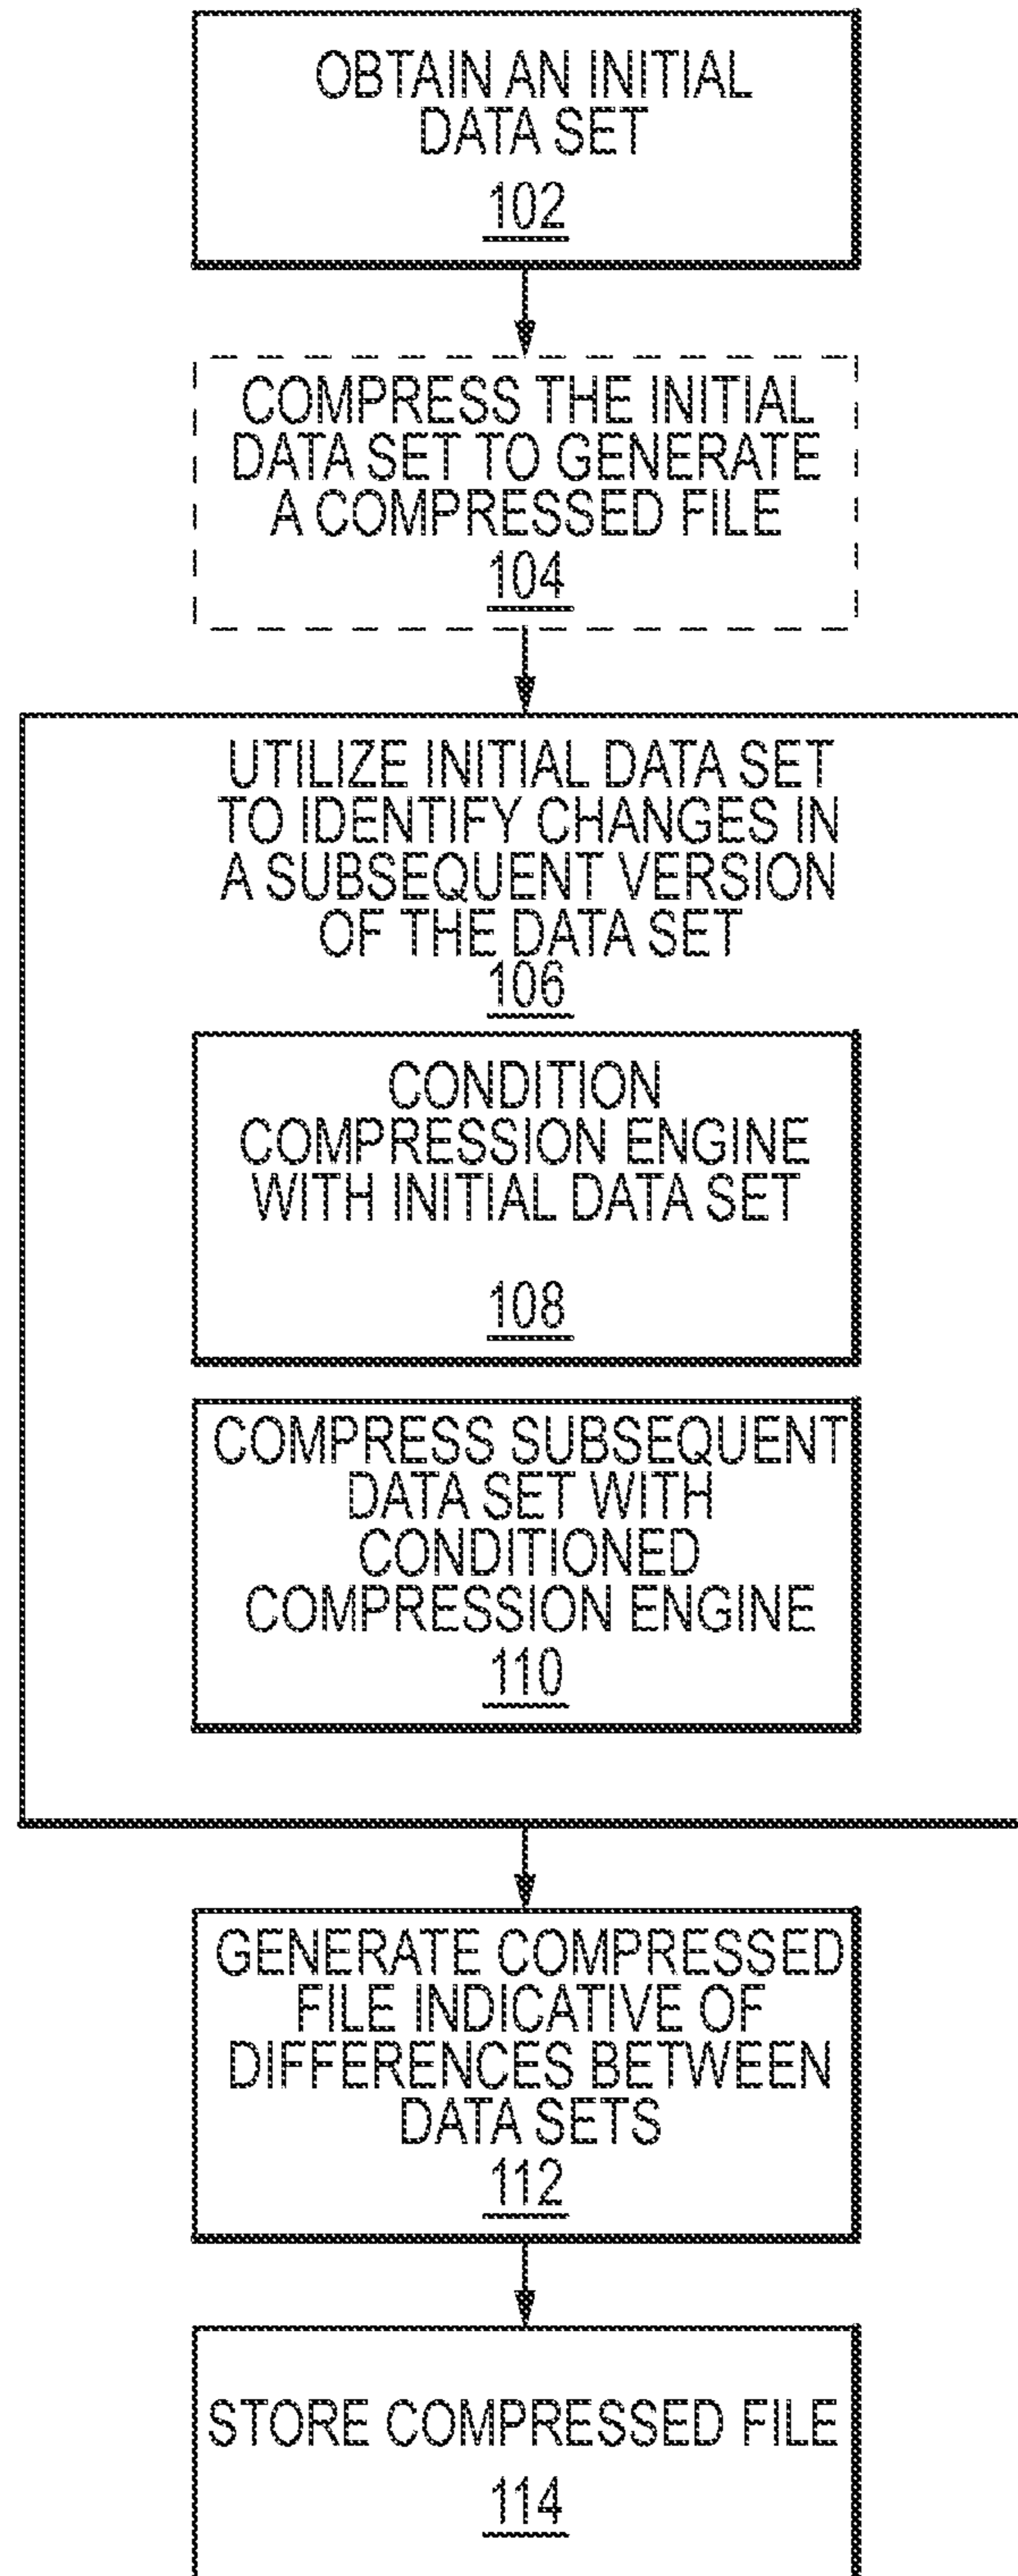 OBTAIN AN INITIAL
DATA SET
102
COMPRESS THE INITIAL
DATA SET TO GENERATE
A COMPRESSED FILE
104
UTILIZE INITIAL DATA SET
TO IDENTIFY CHANGES IN
A SUBSEQUENT VERSION
OF THE DATA SET
106
CONDITION
COMPRESSION ENGINE
WITH INITIAL DATA SET
108
COMPRESS SUBSEQUENT
DATA SET WITH
CONDITIONED
COMPRESSION ENGINE
110
GENERATE COMPRESSED
FILE INDICATIVE OF
DIFFERENCES BETWEEN
DATA SETS
112
STORE COMPRESSED FILE
114